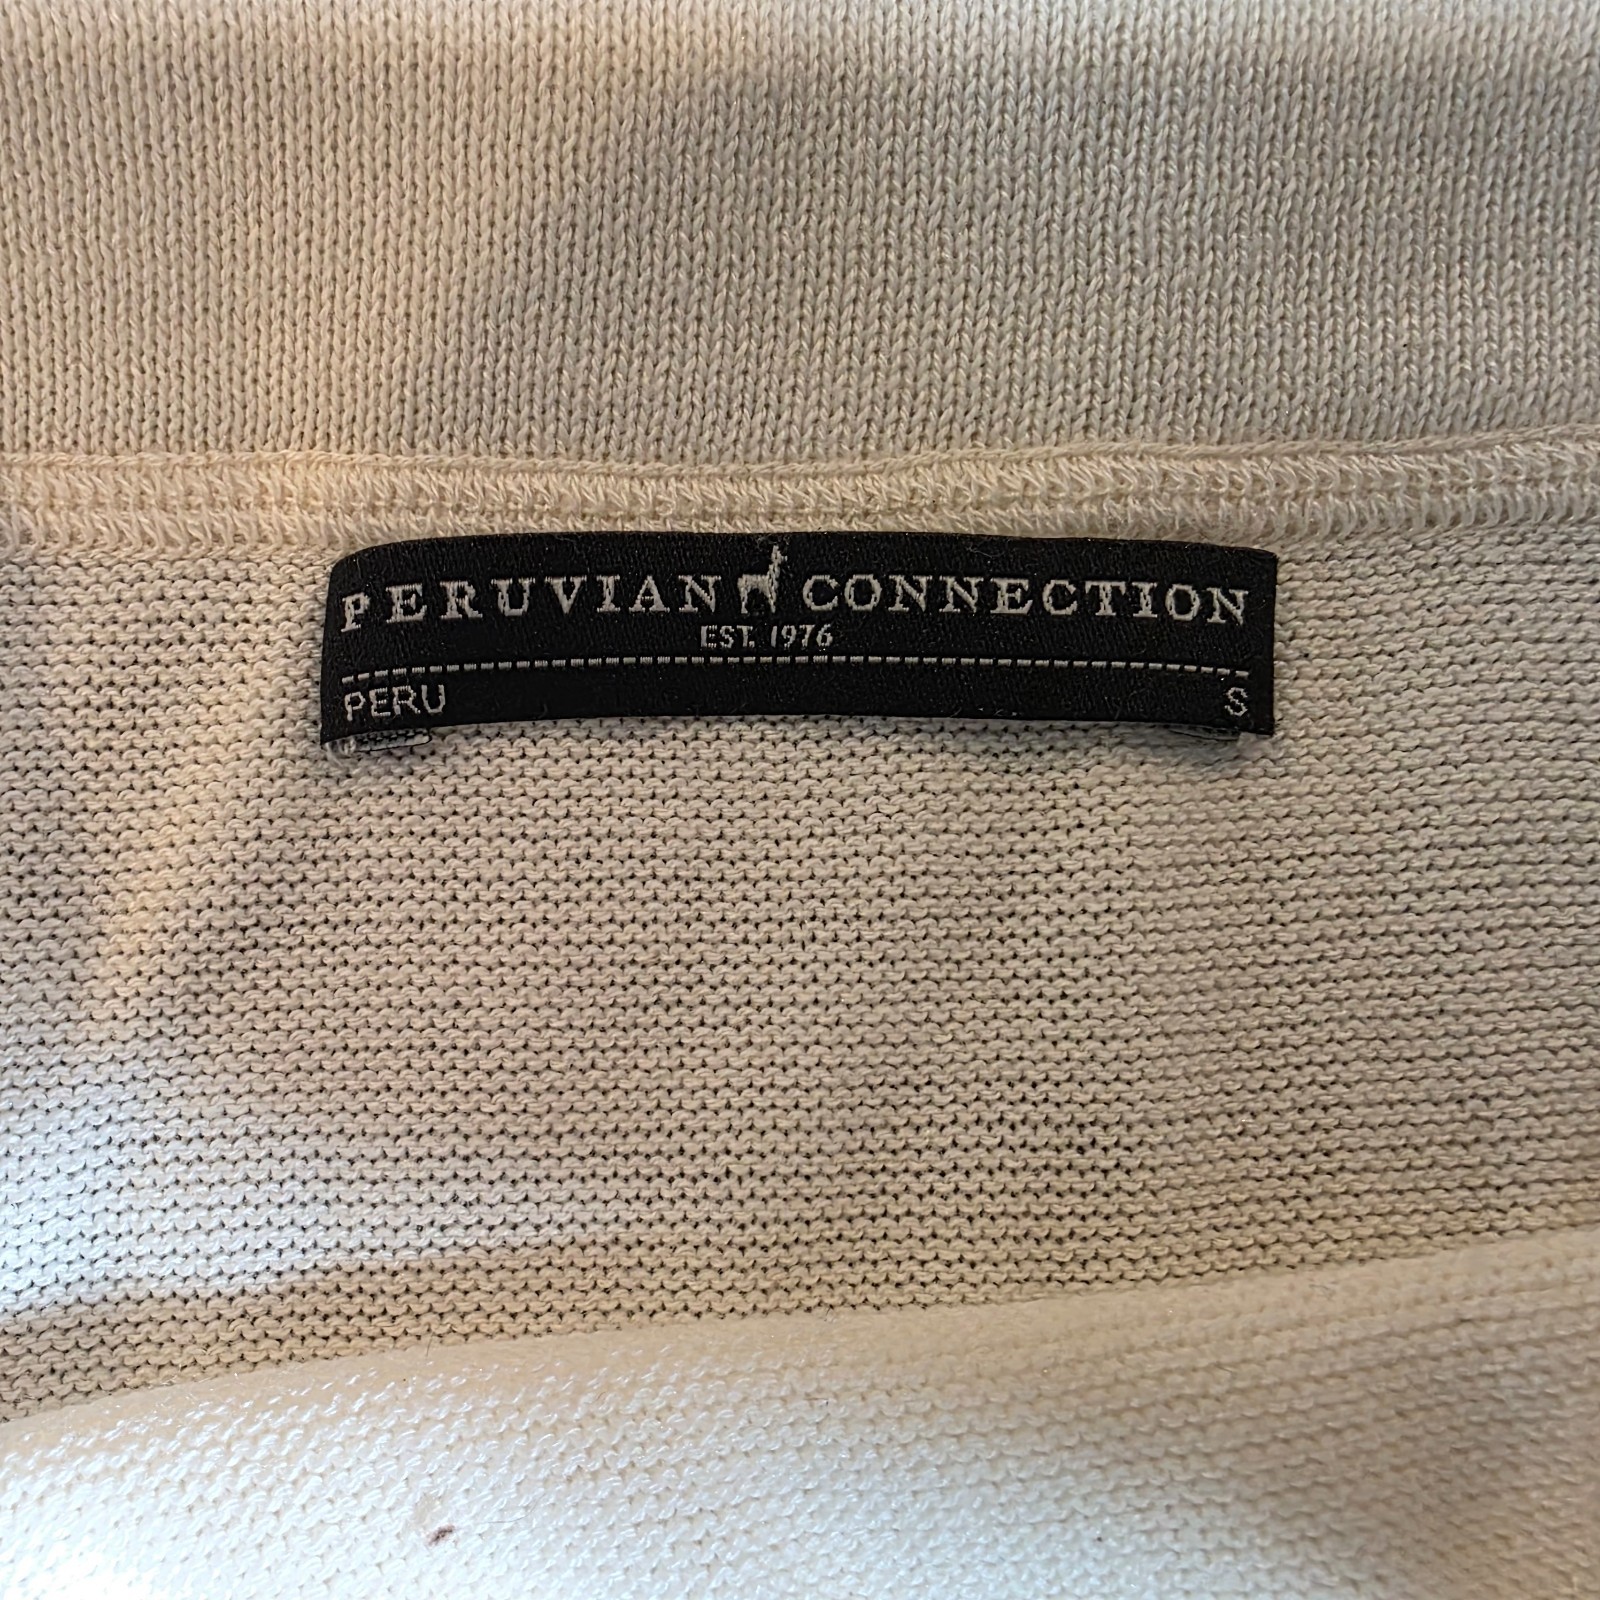 PERUVIAN CONNECTION
EST. 1976
PERU S